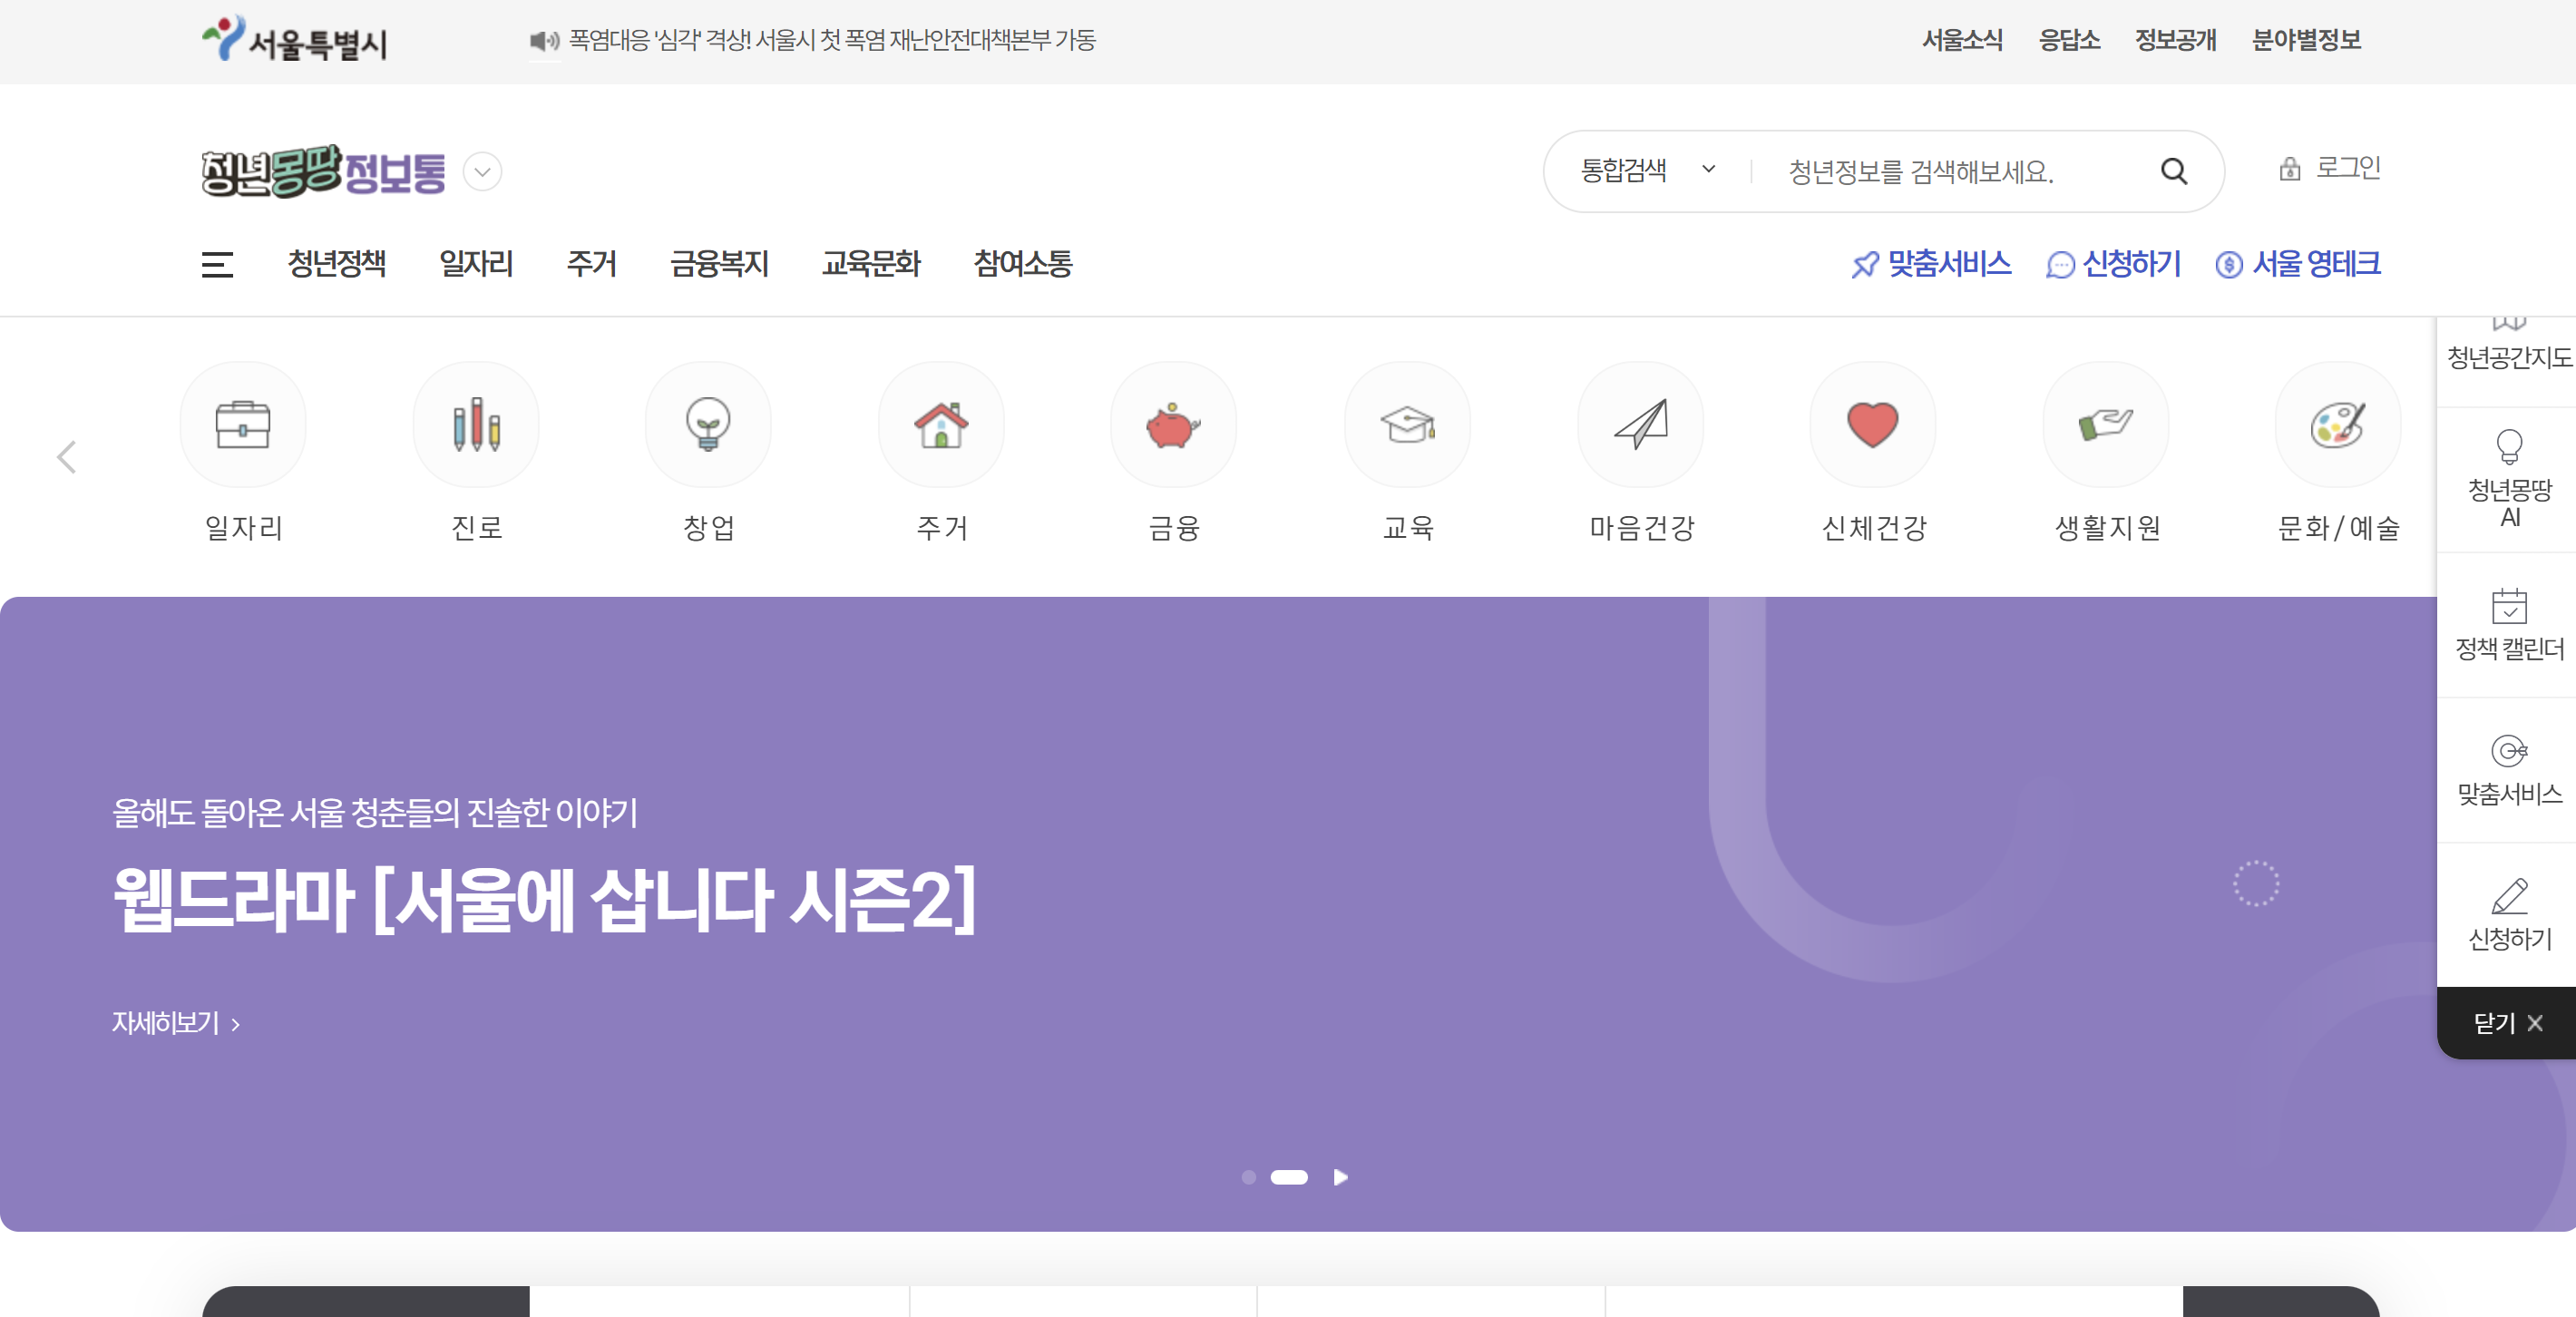 서울특별시
폭염대응 '심각' 격상! 서울시 첫 폭염 재난안전대책본부 가동
서울소식 응답소 정보공개 분야별정보
청년몽땅정보통
통합검색 청년정보를 검색해보세요.
로그인
청년정책 일자리 주거 금융복지 교육문화 참여소통
맞춤서비스 신청하기 서울 영테크
일자리 진로 창업 주거 금융 교육 마음건강 신체건강 생활지원 문화/예술
올해도 돌아온 서울 청춘들의 진솔한 이야기
웹드라마 [서울에 삽니다 시즌2]
자세히보기
청년공간지도
청년몽땅
AI
정책 캘린더
맞춤서비스
신청하기
닫기